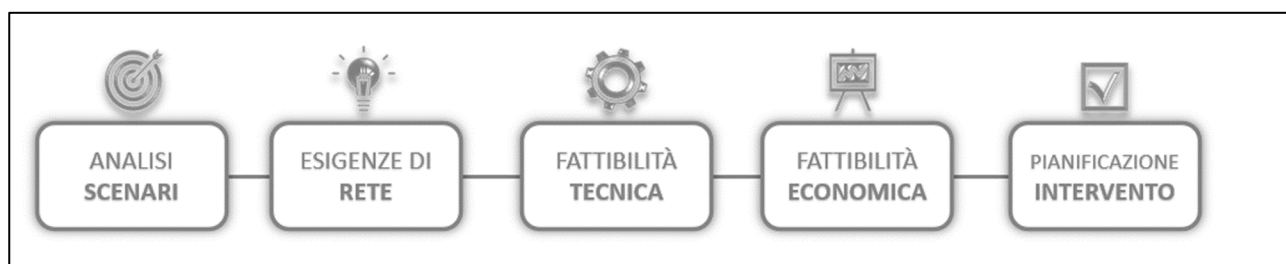 ANALISI
SCENARI
ESIGENZE DI
RETE
FATTIBILITÀ
TECNICA
FATTIBILITÀ
ECONOMICA
PIANIFICAZIONE
INTERVENTO